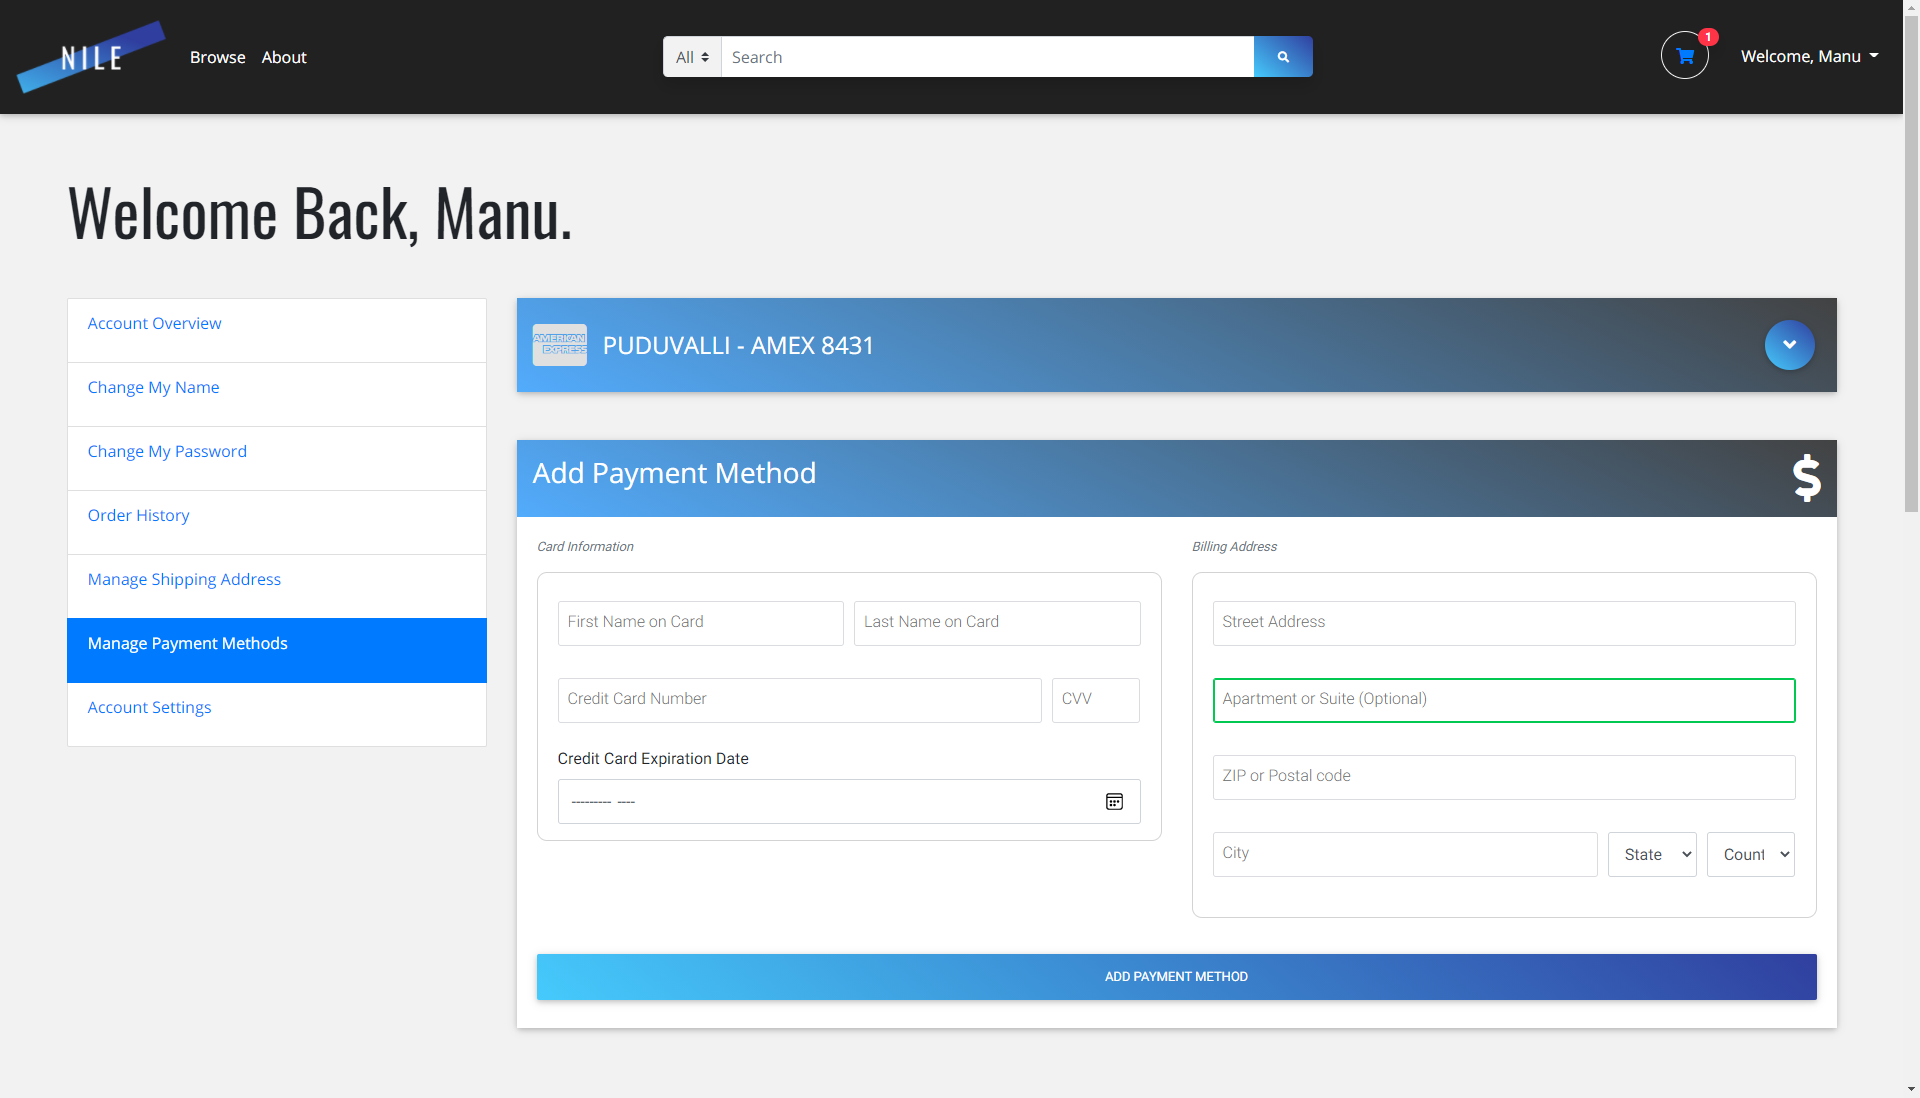 NILE
Browse About
All
Search
1
Welcome, Manu
Welcome Back, Manu.
Account Overview
Change My Name
Change My Password
Order History
Manage Shipping Address
Manage Payment Methods
Account Settings
AMERICAN
EXPRESS
PUDUVALLI - AMEX 8431
Add Payment Method
$
Card Information
First Name on Card
Last Name on Card
Credit Card Number
CVV
Credit Card Expiration Date
--------- ----
Billing Address
Street Address
Apartment or Suite (Optional)
ZIP or Postal code
City
State
Count
ADD PAYMENT METHOD